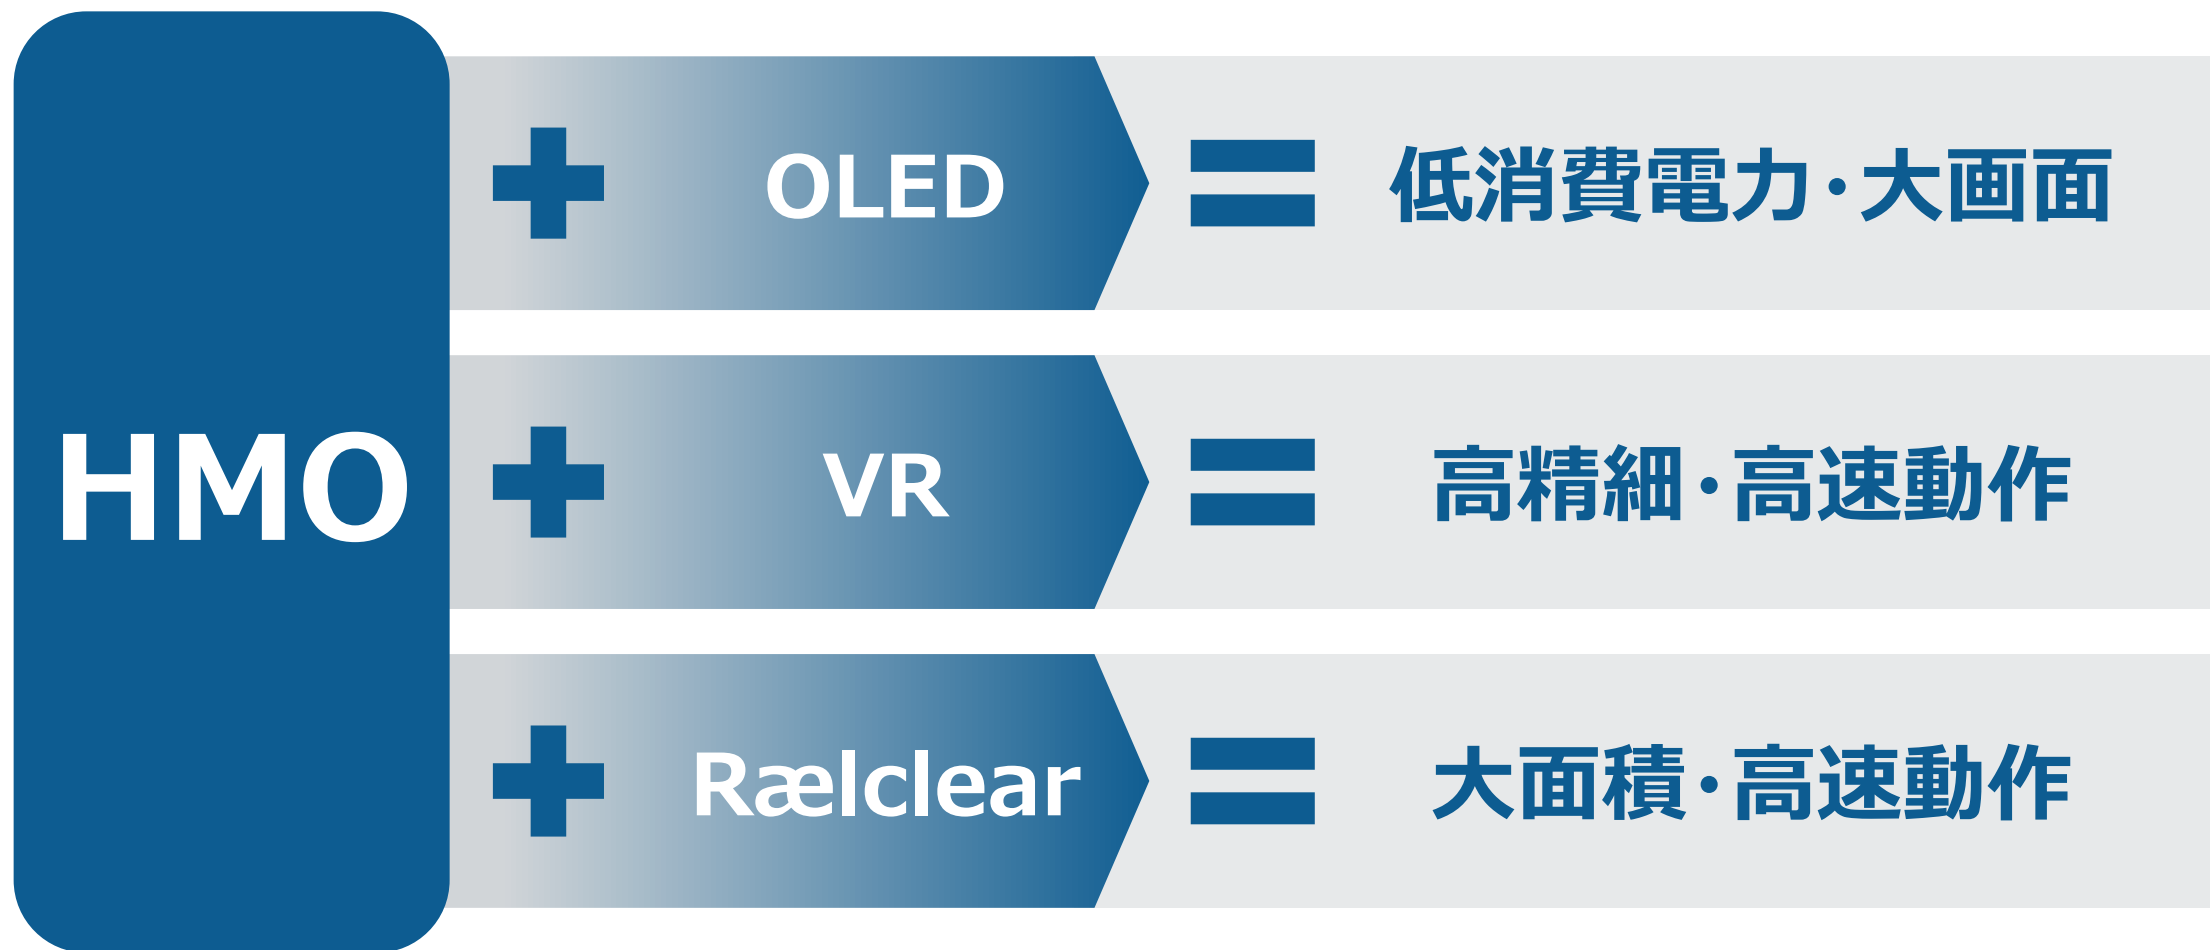 HMO
OLED
低消費電力・大画面
VR
高精細・高速動作
Rælclear
大面積・高速動作